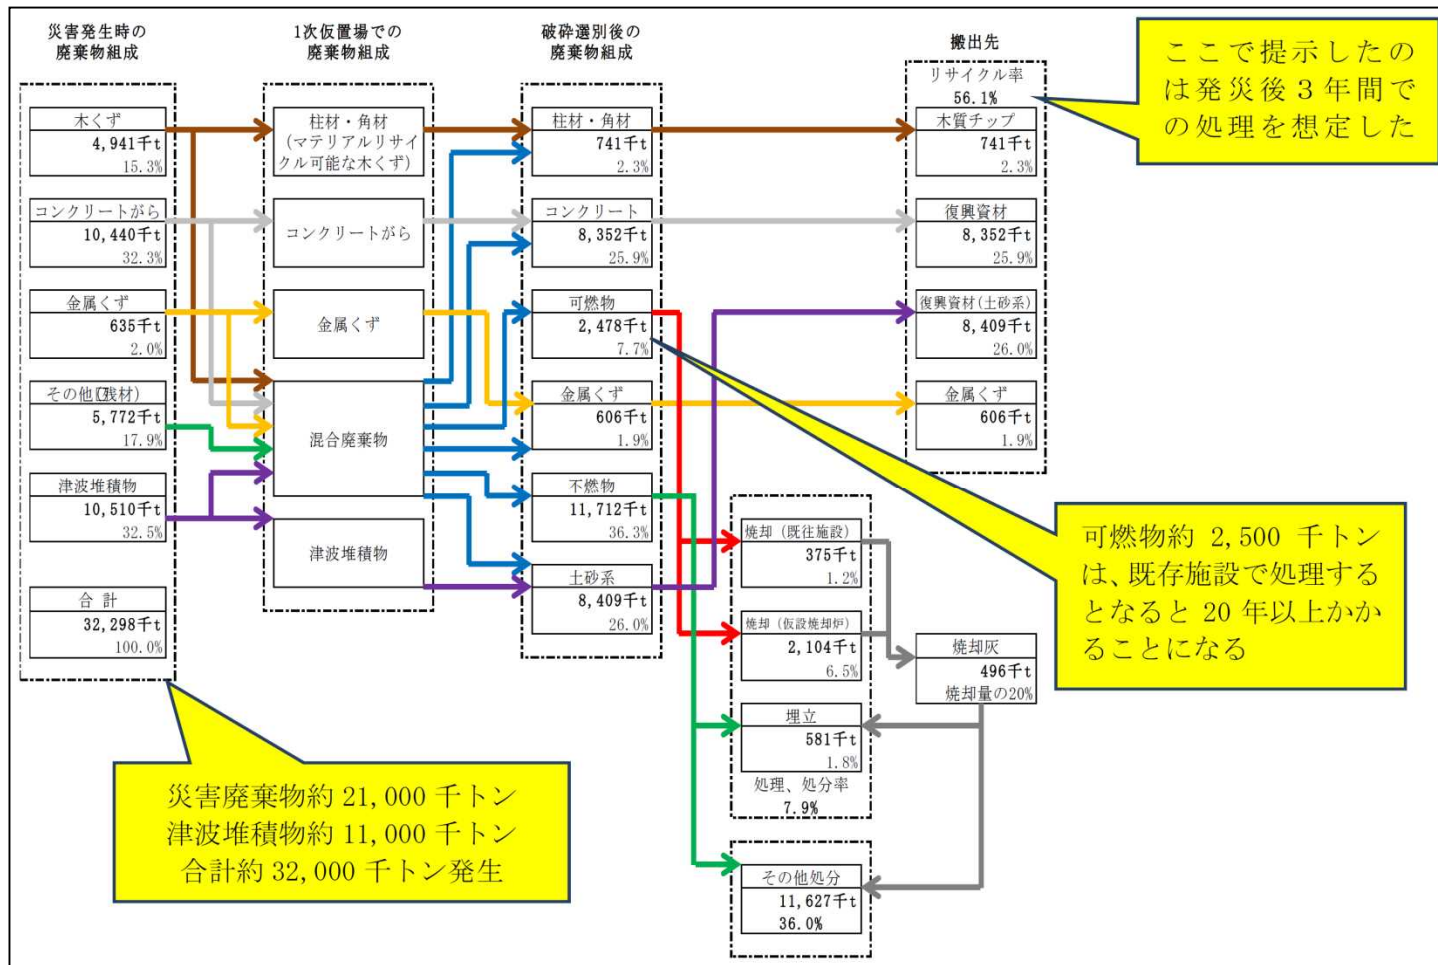 災害発生時の
廃棄物組成
木くず
4,941千t
15.3%
コンクリートがら
10,440千t
32.3%
金属くず
635千t
2.0%
その他(残材)
5,772千t
17.9%
津波堆積物
10,510千t
32.5%
合 計
32,298千t
100.0%
1次仮置場での
廃棄物組成
柱材・角材
(マテリアルリサイ
クル可能な木くず)
コンクリートがら
金属くず
混合廃棄物
津波堆積物
破砕選別後の
廃棄物組成
柱材・角材
741千t
2.3%
コンクリート
8,352千t
25.9%
可燃物
2,478千t
7.7%
金属くず
606千t
1.9%
不燃物
11,712千t
36.3%
土砂系
8,409千t
26.0%
搬出先
リサイクル率
56.1%
木質チップ
741千t
2.3%
復興資材
8,352千t
25.9%
復興資材(土砂系)
8,409千t
26.0%
金属くず
606千t
1.9%
焼却(既往施設)
375千t
1.2%
焼却(仮設焼却炉)
2,104千t
6.5%
埋立
581千t
1.8%
処理、処分率
7.9%
焼却灰
496千t
焼却量の20%
その他処分
11,627千t
36.0%
ここで提示したの
は発災後3年間で
の処理を想定した
可燃物約 2,500 千トン
は、既存施設で処理する
となると 20 年以上かか
ることになる
災害廃棄物約 21,000 千トン
津波堆積物約 11,000 千トン
合計約 32,000 千トン発生